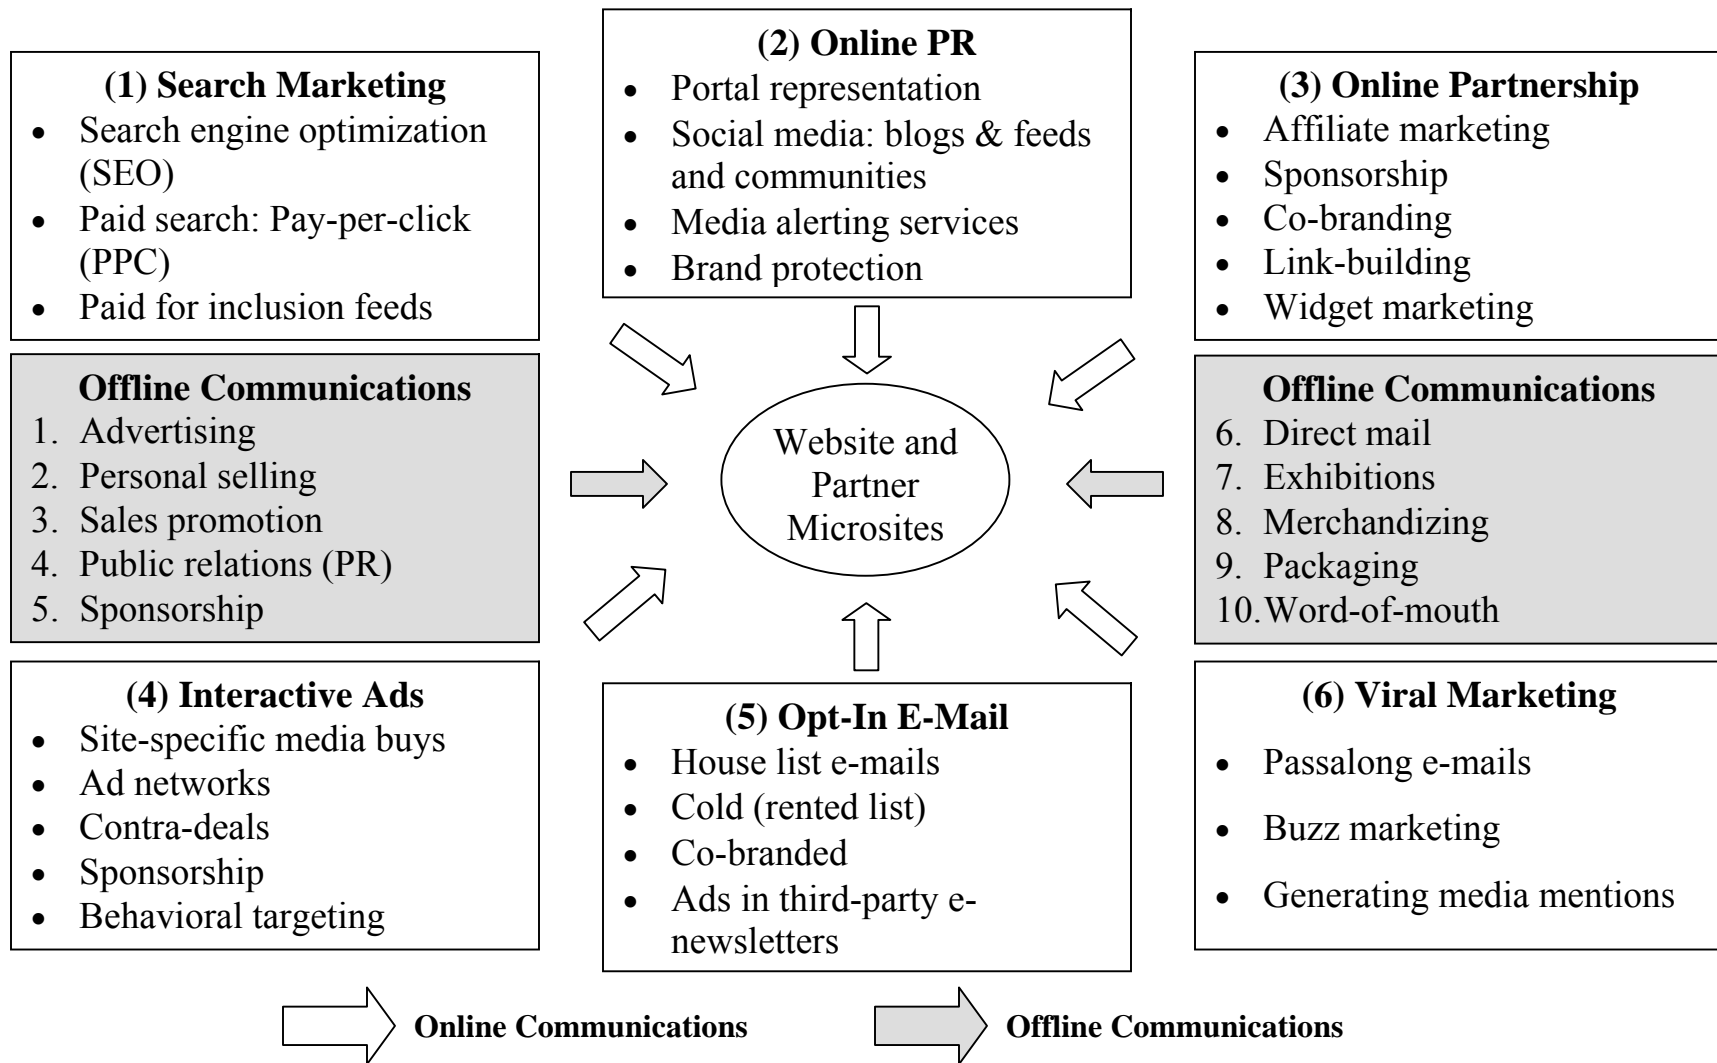 (1) Search Marketing
• Search engine optimization
(SEO)
• Paid search: Pay-per-click
(PPC)
• Paid for inclusion feeds
(2) Online PR
• Portal representation
• Social media: blogs & feeds
and communities
• Media alerting services
• Brand protection
(3) Online Partnership
• Affiliate marketing
• Sponsorship
• Co-branding
• Link-building
• Widget marketing
Offline Communications
1. Advertising
2. Personal selling
3. Sales promotion
4. Public relations (PR)
5. Sponsorship
Website and
Partner
Microsites
Offline Communications
6. Direct mail
7. Exhibitions
8. Merchandizing
9. Packaging
10. Word-of-mouth
(4) Interactive Ads
• Site-specific media buys
• Ad networks
• Contra-deals
• Sponsorship
• Behavioral targeting
(5) Opt-In E-Mail
• House list e-mails
• Cold (rented list)
• Co-branded
• Ads in third-party e-
newsletters
(6) Viral Marketing
• Passalong e-mails
• Buzz marketing
• Generating media mentions
Online Communications
Offline Communications